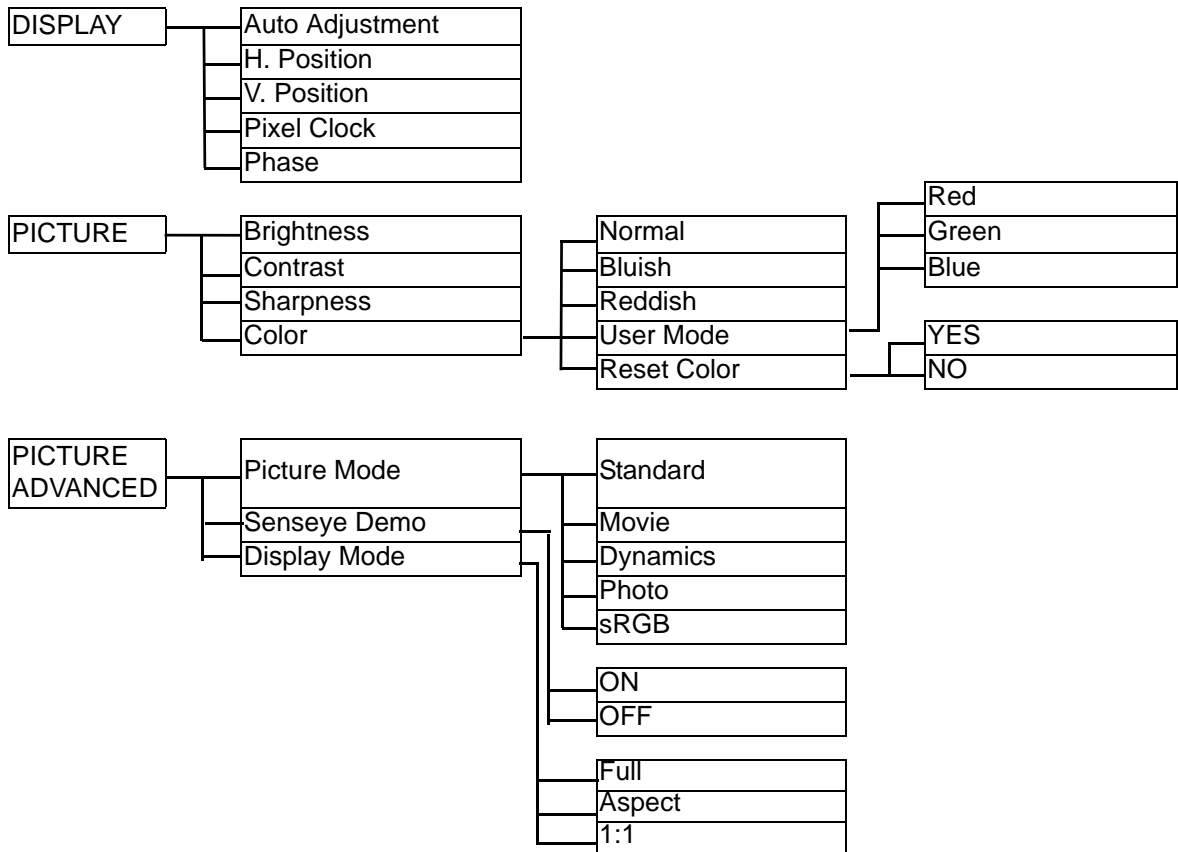 DISPLAY
Auto Adjustment
H. Position
V. Position
Pixel Clock
Phase
PICTURE
Brightness
Contrast
Sharpness
Color
Normal
Bluish
Reddish
User Mode
Reset Color
Red
Green
Blue
YES
NO
PICTURE
ADVANCED
Picture Mode
Senseye Demo
Display Mode
Standard
Movie
Dynamics
Photo
sRGB
ON
OFF
Full
Aspect
1:1